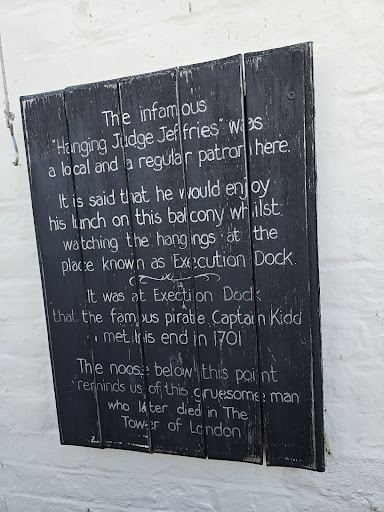 The infamous
"Hanging Judge Jeffries" was
a local and a regular patron here.
It is said that he would enjoy
his lunch on this balcony whilst
watching the hangings at the
place known as Execution Dock.
It was at Exection Dock
that the famous pirate Captain Kidd
met his end in 1701
The noose below this point
reminds us of this gruesome man
who later died in The
Tower of London